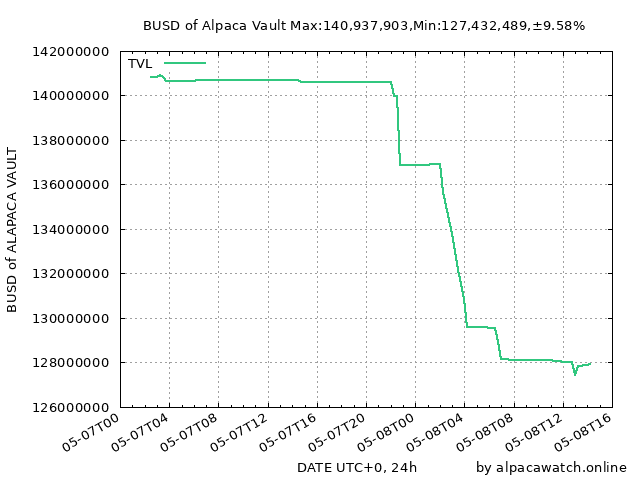 BUSD of Alpaca Vault Max:140,937,903,Min:127,432,489,±9.58%
TVL
142000000
140000000
138000000
136000000
134000000
132000000
130000000
128000000
126000000
BUSD of ALAPACA VAULT
05-07T00
05-07T04
05-07T08
05-07T12
05-07T16
05-07T20
05-08T00
05-08T04
05-08T08
05-08T12
05-08T16
DATE UTC+0, 24h
by alpacawatch.online